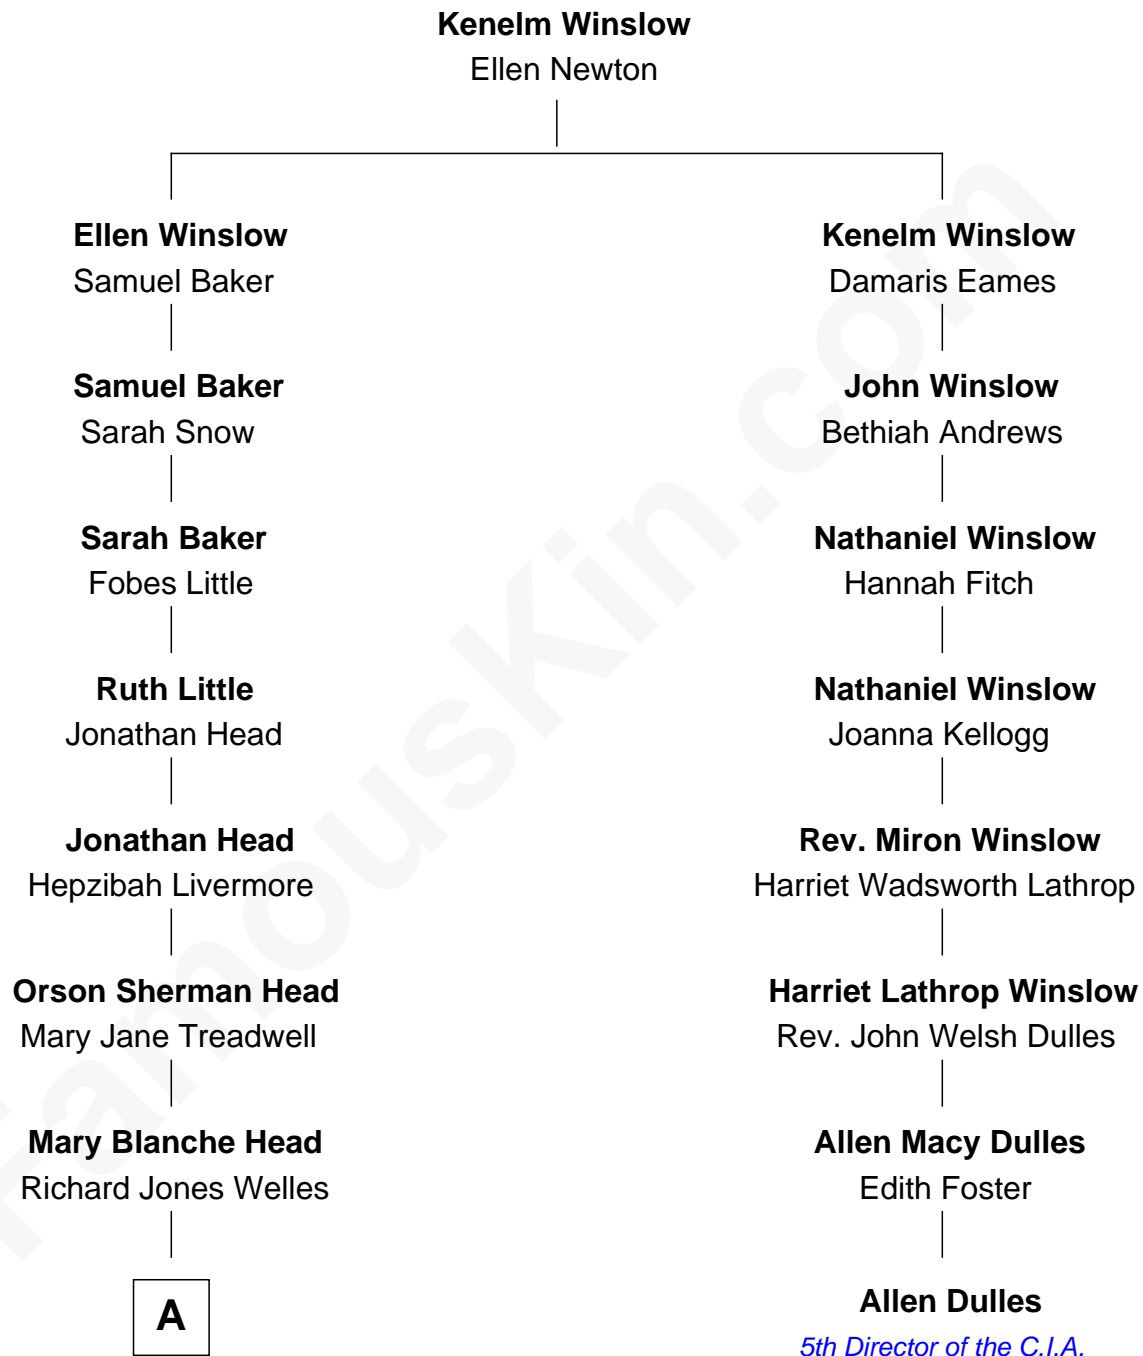 Kenelm Winslow
Ellen Newton
Ellen Winslow
Samuel Baker
Kenelm Winslow
Damaris Eames
Samuel Baker
Sarah Snow
John Winslow
Bethiah Andrews
Sarah Baker
Fobes Little
Nathaniel Winslow
Hannah Fitch
Ruth Little
Jonathan Head
Nathaniel Winslow
Joanna Kellogg
Jonathan Head
Hepzibah Livermore
Rev. Miron Winslow
Harriet Wadsworth Lathrop
Orson Sherman Head
Mary Jane Treadwell
Harriet Lathrop Winslow
Rev. John Welsh Dulles
Mary Blanche Head
Richard Jones Welles
Allen Macy Dulles
Edith Foster
A
Allen Dulles
5th Director of the C.I.A.
FamousKin.com